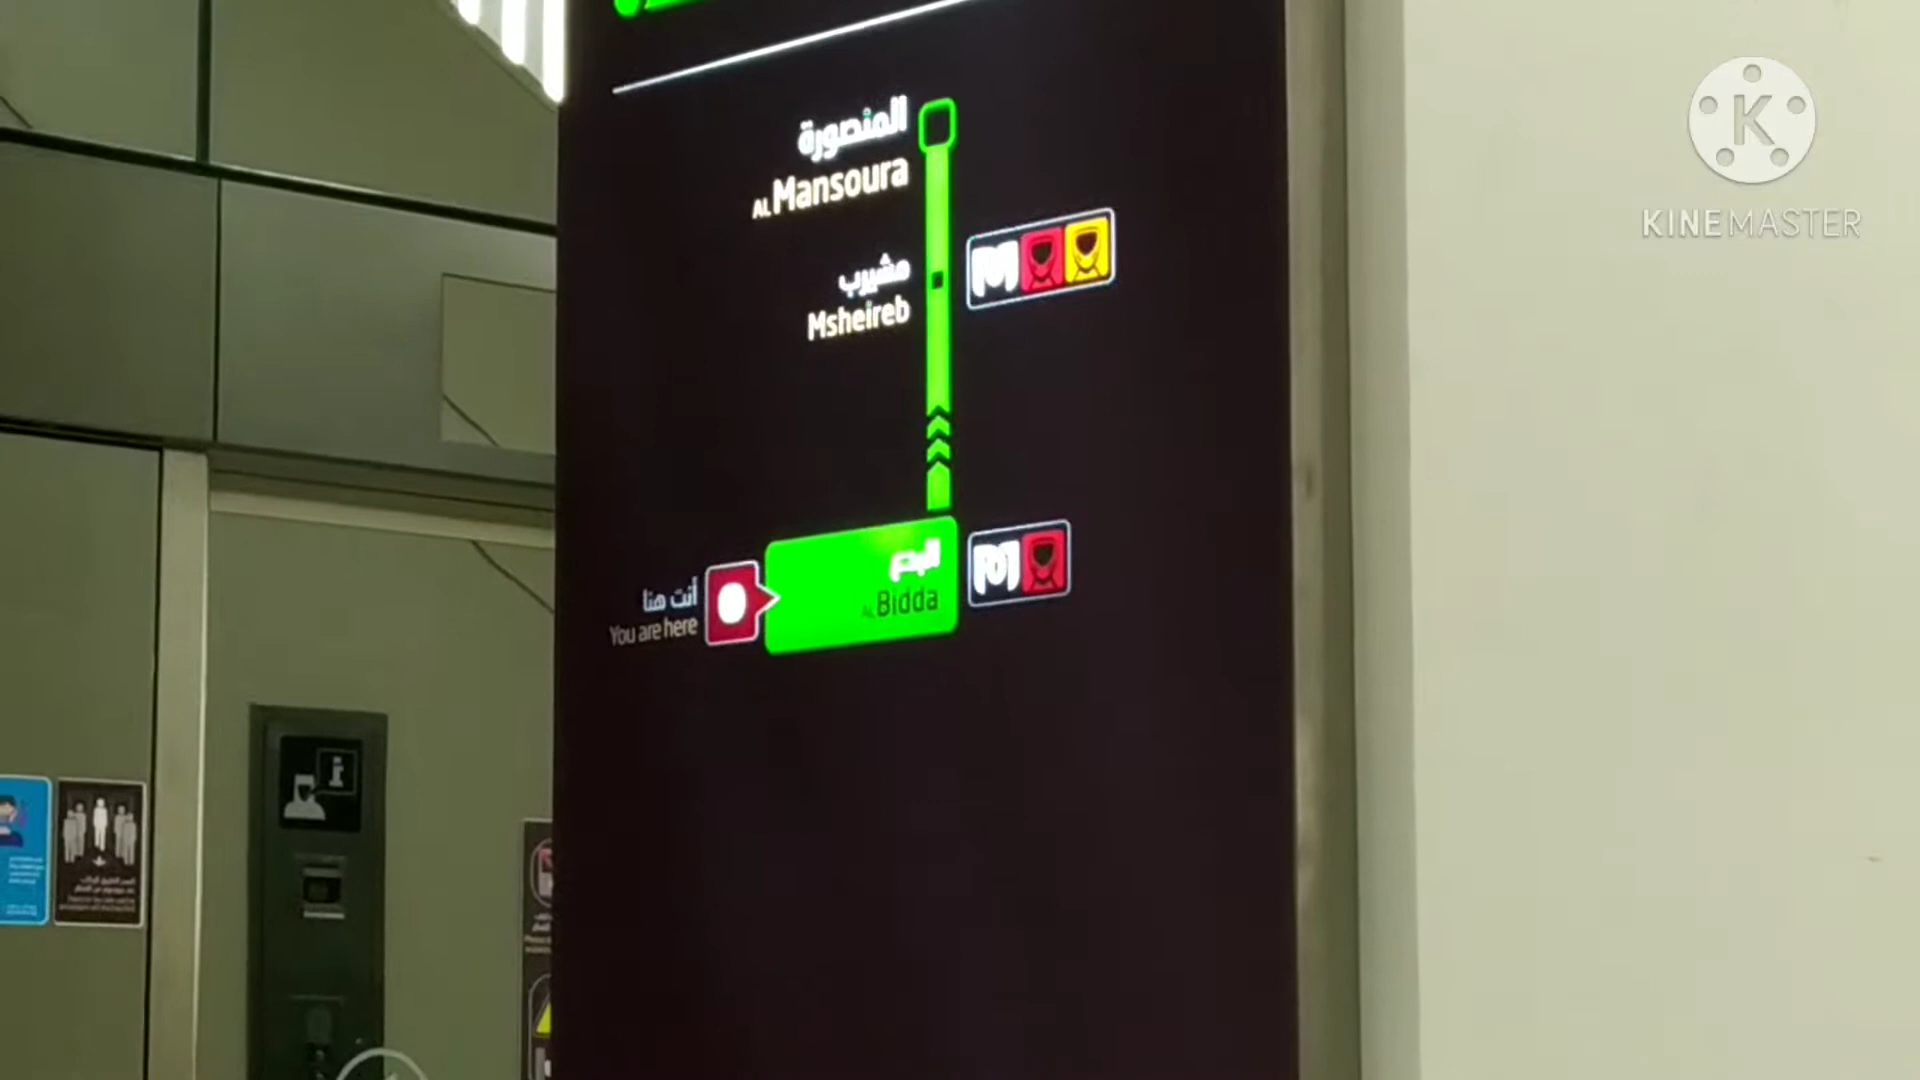 المنصورة
AL Mansoura
مشيرب
Msheireb
البدع
AL Bidda
أنت هنا
You are here
KINEMASTER